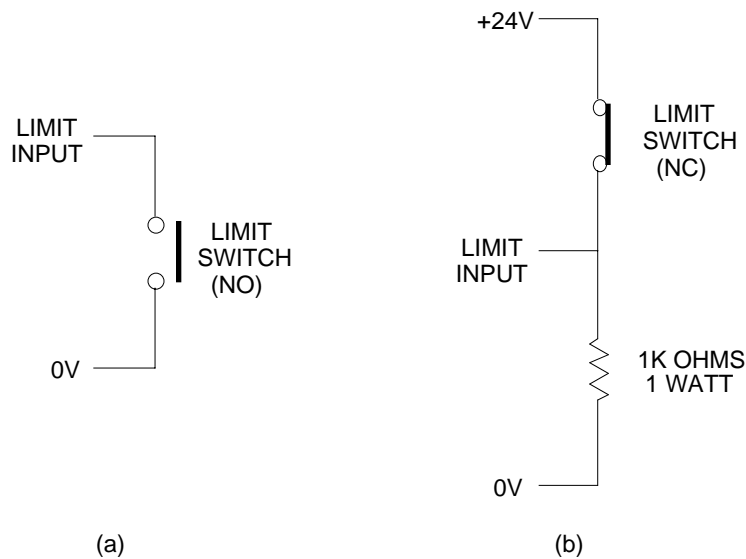 LIMIT
INPUT
LIMIT
SWITCH
(NO)
0V
(a)
+24V
LIMIT
SWITCH
(NC)
LIMIT
INPUT
1K OHMS
1 WATT
0V
(b)